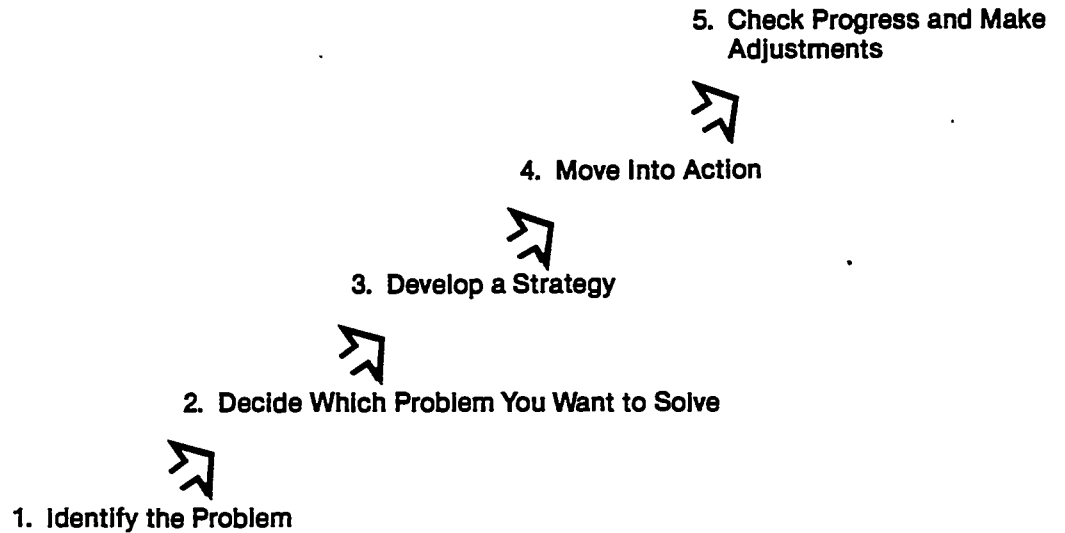 5. Check Progress and Make
Adjustments
4. Move Into Action
3. Develop a Strategy
2. Decide Which Problem You Want to Solve
1. Identify the Problem